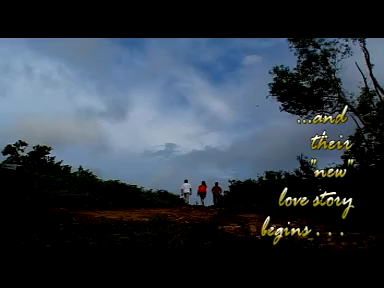 ...and
their
"new"
love story
begins . . .